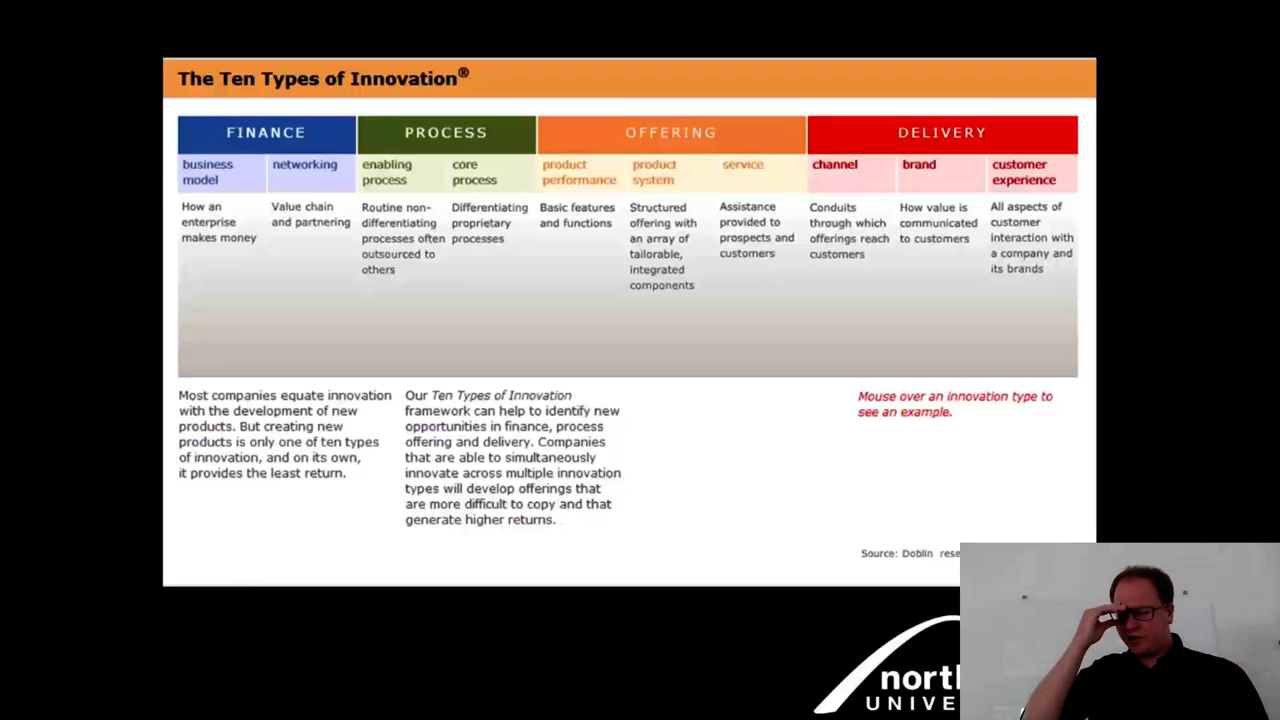 The Ten Types of Innovation®
FINANCE
PROCESS
OFFERING
DELIVERY
business
model
networking
enabling
process
core
process
product
performance
product
system
service
channel
brand
customer
experience
How an
enterprise
makes money
Value chain
and partnering
Routine non-
differentiating
processes often
outsourced to
others
Differentiating
proprietary
processes
Basic features
and functions
Structured
offering with
an array of
tailorable,
integrated
components
Assistance
provided to
prospects and
customers
Conduits
through which
offerings reach
customers
How value is
communicated
to customers
All aspects of
customer
interaction with
a company and
its brands
Most companies equate innovation
with the development of new
products. But creating new
products is only one of ten types
of innovation, and on its own,
it provides the least return.
Our Ten Types of Innovation
framework can help to identify new
opportunities in finance, process
offering and delivery. Companies
that are able to simultaneously
innovate across multiple innovation
types will develop offerings that
are more difficult to copy and that
generate higher returns.
Mouse over an innovation type to
see an example.
Source: Doblin